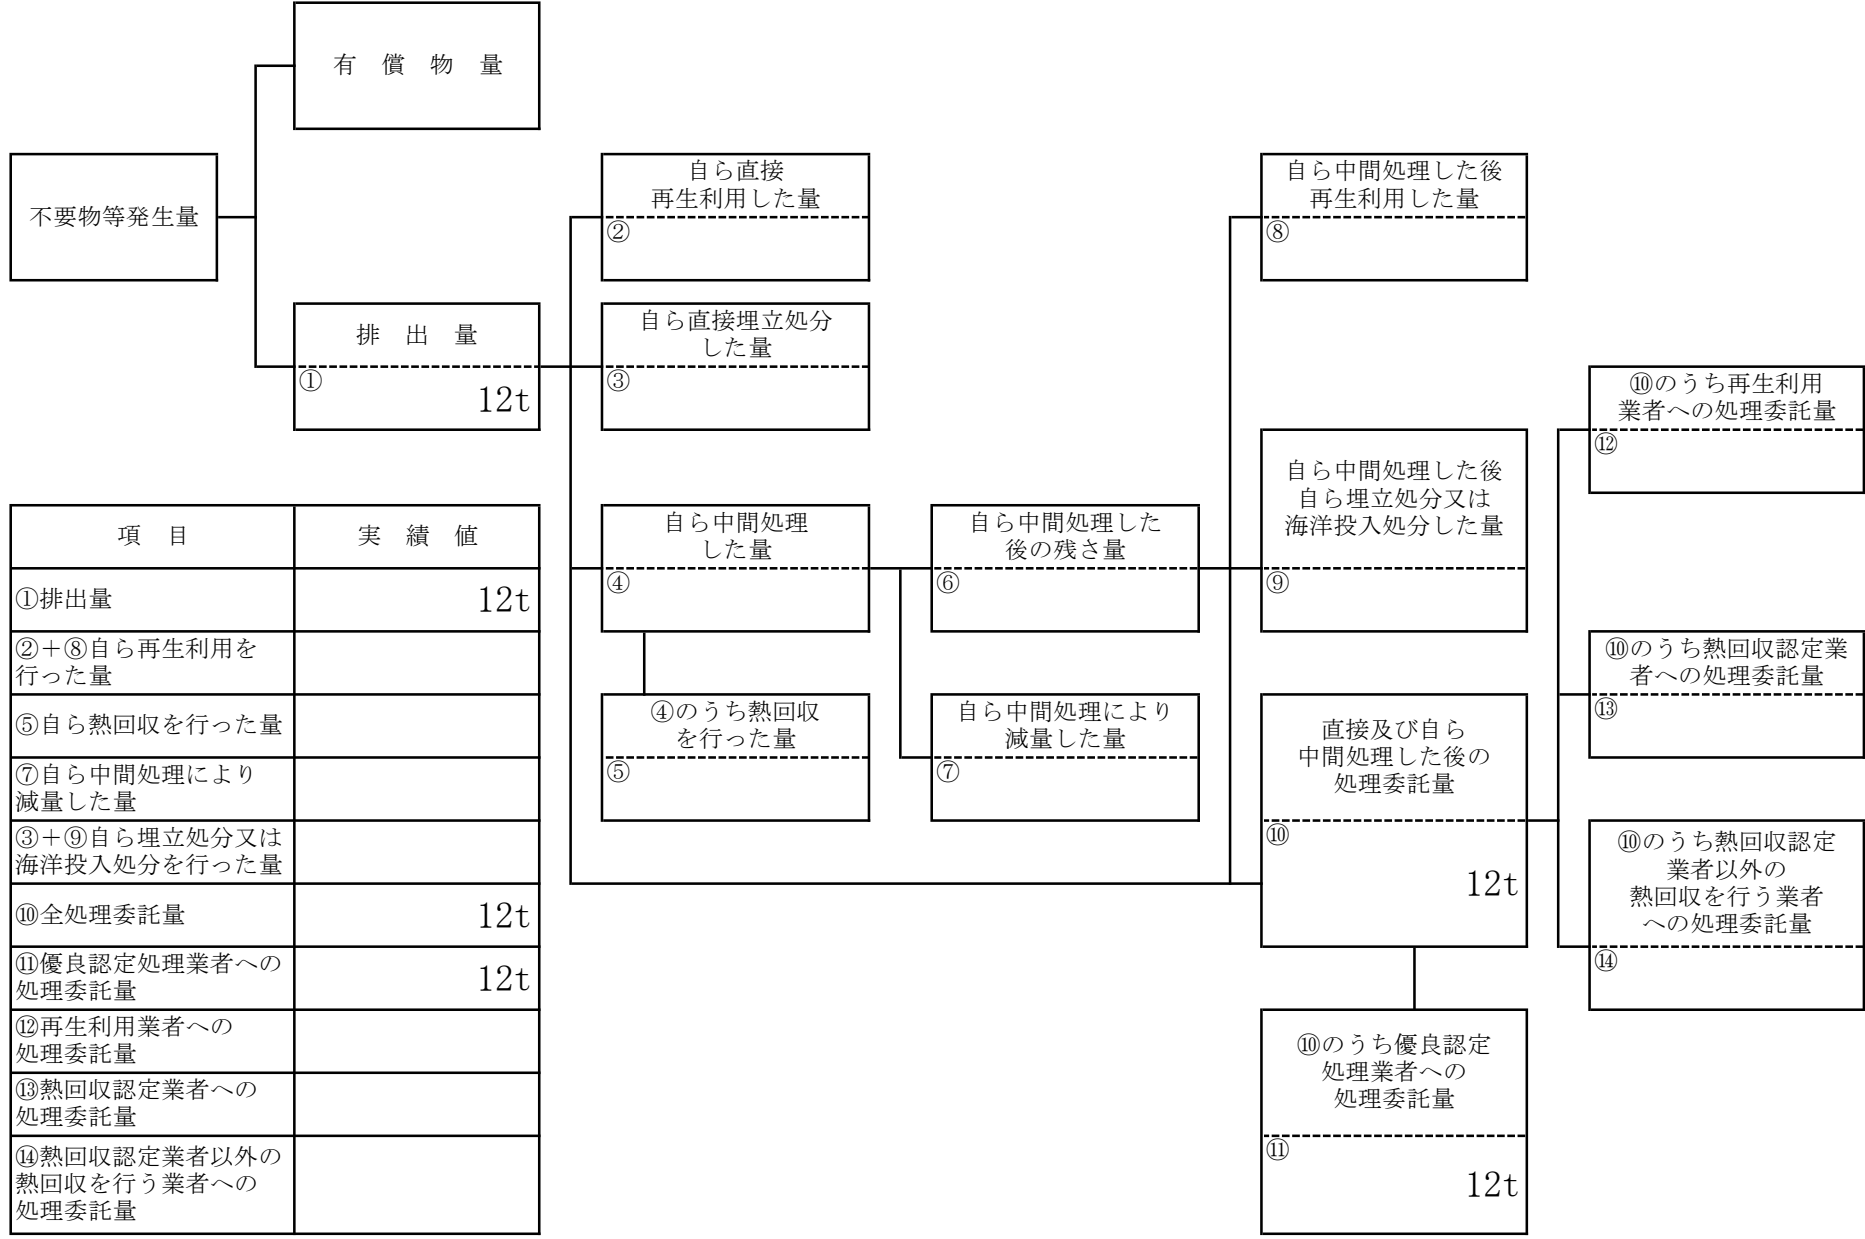 有　償　物　量
不要物等発生量
排　出　量
①
12t
自ら直接
再生利用した量
②
自ら直接埋立処分
した量
③
自ら中間処理
した量
④
④のうち熱回収
を行った量
⑤
自ら中間処理した
後の残さ量
⑥
自ら中間処理により
減量した量
⑦
自ら中間処理した後
再生利用した量
⑧
自ら中間処理した後
自ら埋立処分又は
海洋投入処分した量
⑨
直接及び自ら
中間処理した後の
処理委託量
⑩
12t
⑩のうち優良認定
処理業者への
処理委託量
⑪
12t
⑩のうち再生利用
業者への処理委託量
⑫
⑩のうち熱回収認定業
者への処理委託量
⑬
⑩のうち熱回収認定
業者以外の
熱回収を行う業者
への処理委託量
⑭
項　目　実　績　値
①排出量　12t
②＋⑧自ら再生利用を
行った量
⑤自ら熱回収を行った量
⑦自ら中間処理により
減量した量
③＋⑨自ら埋立処分又は
海洋投入処分を行った量
⑩全処理委託量　12t
⑪優良認定処理業者への
処理委託量　12t
⑫再生利用業者への
処理委託量
⑬熱回収認定業者への
処理委託量
⑭熱回収認定業者以外の
熱回収を行う業者への
処理委託量